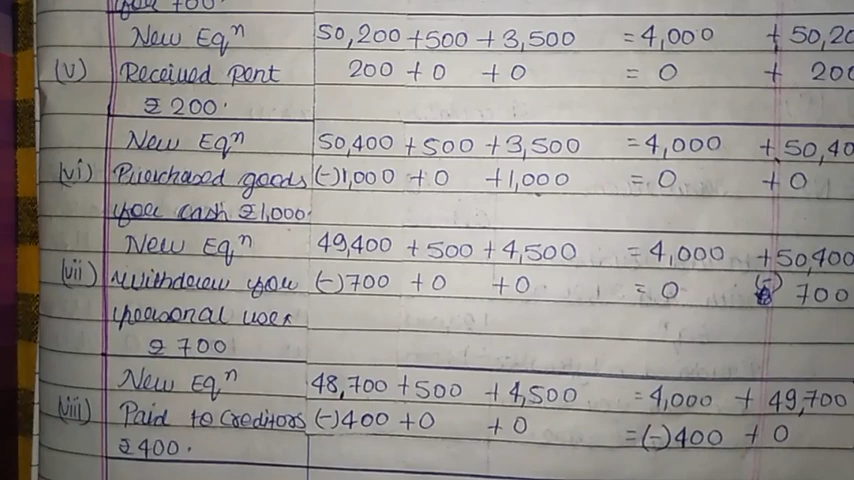 for 700.
New Eqn 50,200 +500 +3,500 =4,000 +50,20
(v) Received Rent 200 +0 +0 = 0 + 200
₹ 200.
New Eqn 50,400 +500 +3,500 =4,000 +50,40
(vi) Purchased goods (-)1,000 +0 +1,000 =0 +0
for cash ₹1,000.
New Eqn 49,400 +500 +4,500 =4,000 +50,400
(vii) Withdrew for (-)700 +0 +0 =0 (-) 700
personal use
₹ 700
New Eqn 48,700 +500 +4,500 =4,000 + 49,700
(viii) Paid to Creditors (-)400 +0 +0 =(-)400 + 0
₹400.